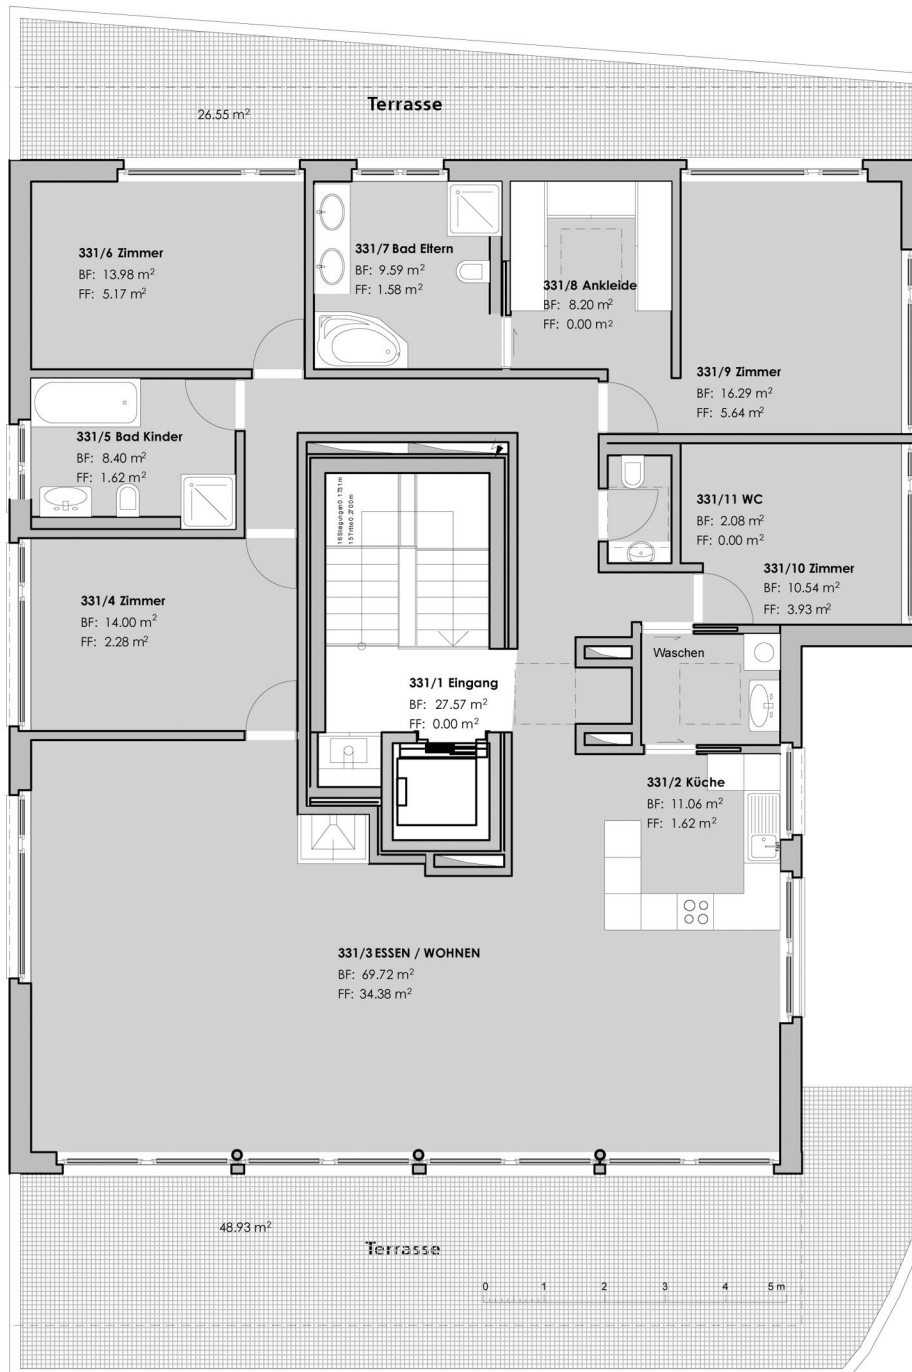 Terrasse
26.55 m²
331/6 Zimmer
BF: 13.98 m²
FF: 5.17 m²
331/7 Bad Eltern
BF: 9.59 m²
FF: 1.58 m²
331/8 Ankleide
BF: 8.20 m²
FF: 0.00 m²
331/9 Zimmer
BF: 16.29 m²
FF: 5.64 m²
331/5 Bad Kinder
BF: 8.40 m²
FF: 1.62 m²
331/11 WC
BF: 2.08 m²
FF: 0.00 m²
331/10 Zimmer
BF: 10.54 m²
FF: 3.93 m²
331/4 Zimmer
BF: 14.00 m²
FF: 2.28 m²
Waschen
331/1 Eingang
BF: 27.57 m²
FF: 0.00 m²
331/2 Küche
BF: 11.06 m²
FF: 1.62 m²
331/3 ESSEN / WOHNEN
BF: 69.72 m²
FF: 34.38 m²
48.93 m²
Terrasse
0 1 2 3 4 5 m